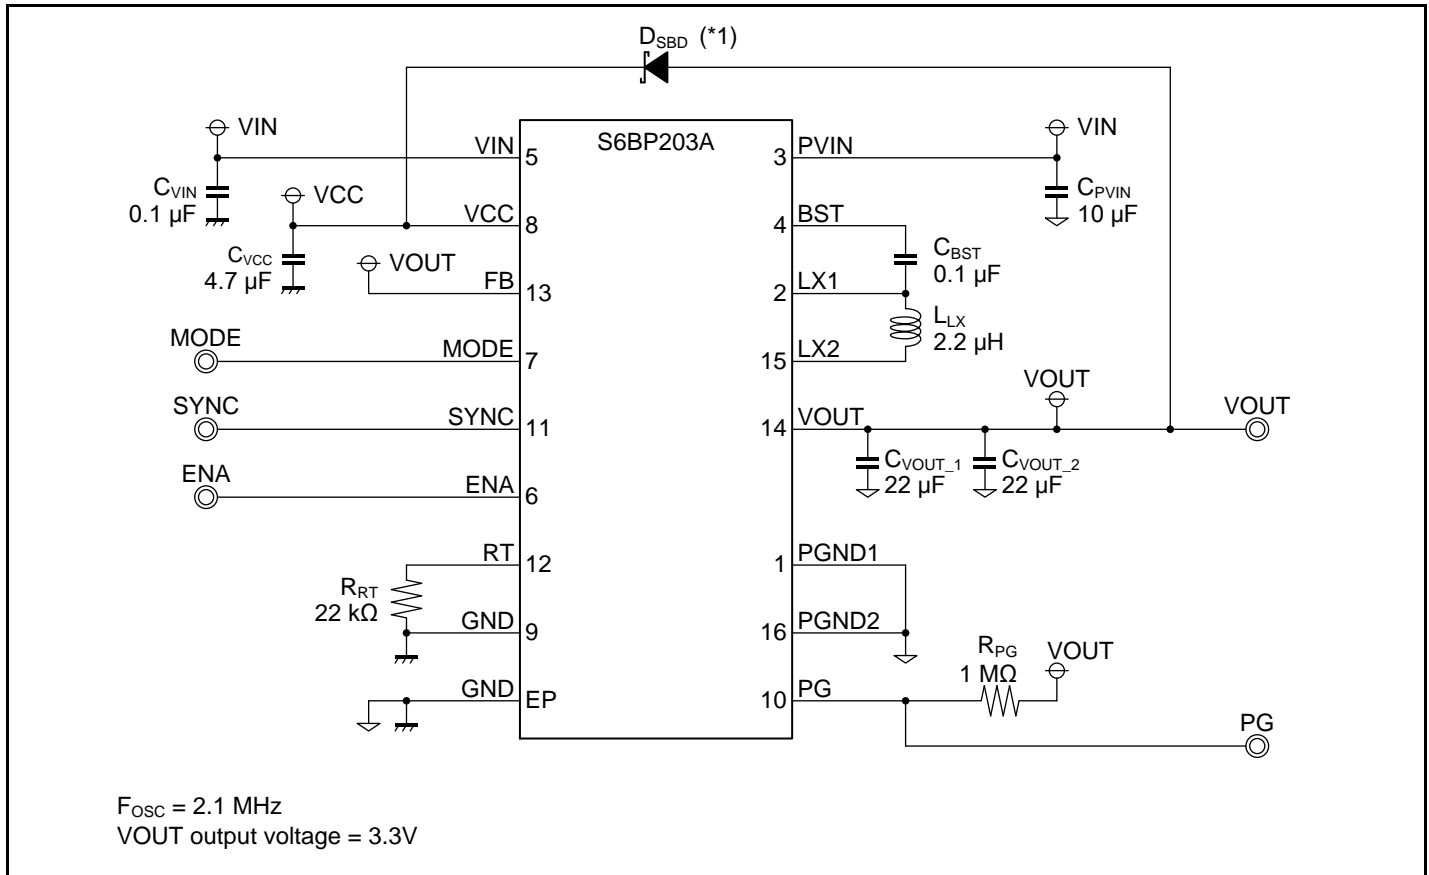 DSBD (*1)
S6BP203A
VIN
VIN
5
CVIN
0.1 µF
VCC
VCC
8
CVCC
4.7 µF
VOUT
FB
13
MODE
MODE
7
SYNC
SYNC
11
ENA
ENA
6
RT
12
RRT
22 kΩ
GND
9
GND
EP
VIN
3
PVIN
CPVIN
10 µF
4
BST
CBST
0.1 µF
2
LX1
LLX
2.2 µH
15
LX2
VOUT
VOUT
14
VOUT
CVOUT_1
22 µF
CVOUT_2
22 µF
1
PGND1
16
PGND2
RPG
1 MΩ
VOUT
10
PG
PG
FOSC = 2.1 MHz
VOUT output voltage = 3.3V